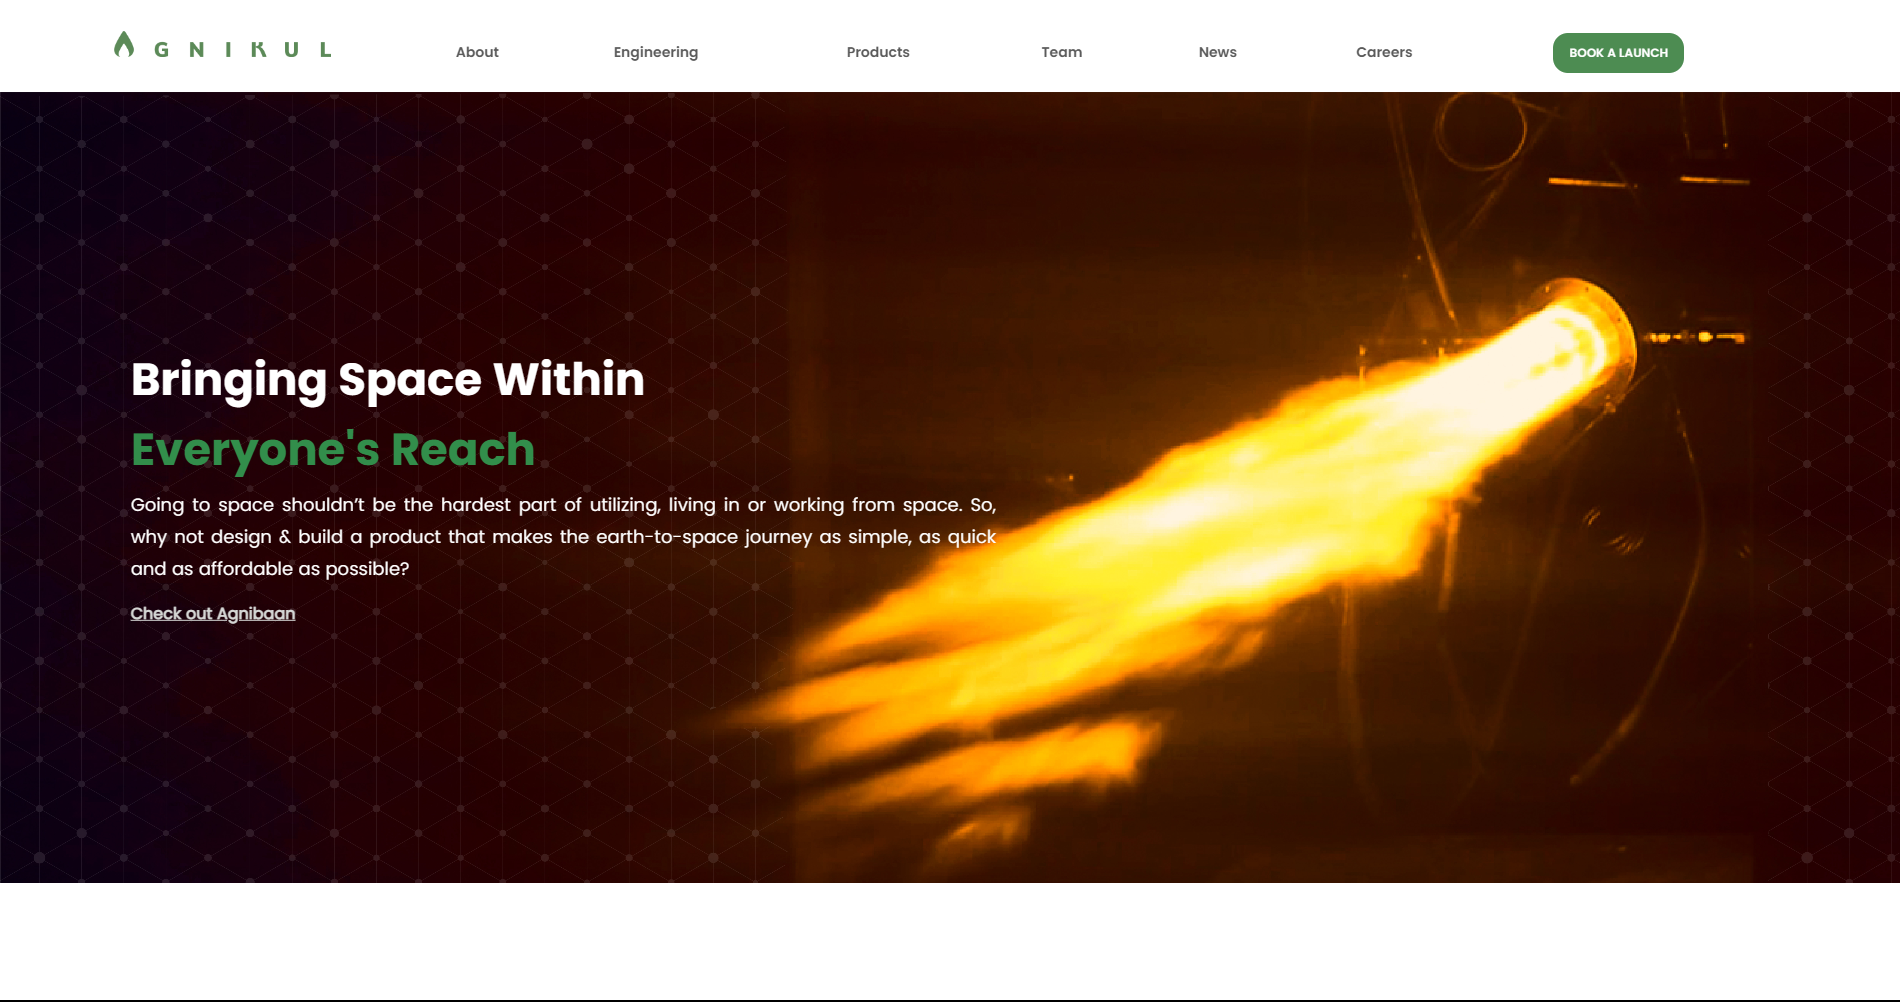 AGNIKUL
About
Engineering
Products
Team
News
Careers
BOOK A LAUNCH
Bringing Space Within
Everyone's Reach
Going to space shouldn’t be the hardest part of utilizing, living in or working from space. So,
why not design & build a product that makes the earth-to-space journey as simple, as quick
and as affordable as possible?
Check out Agnibaan